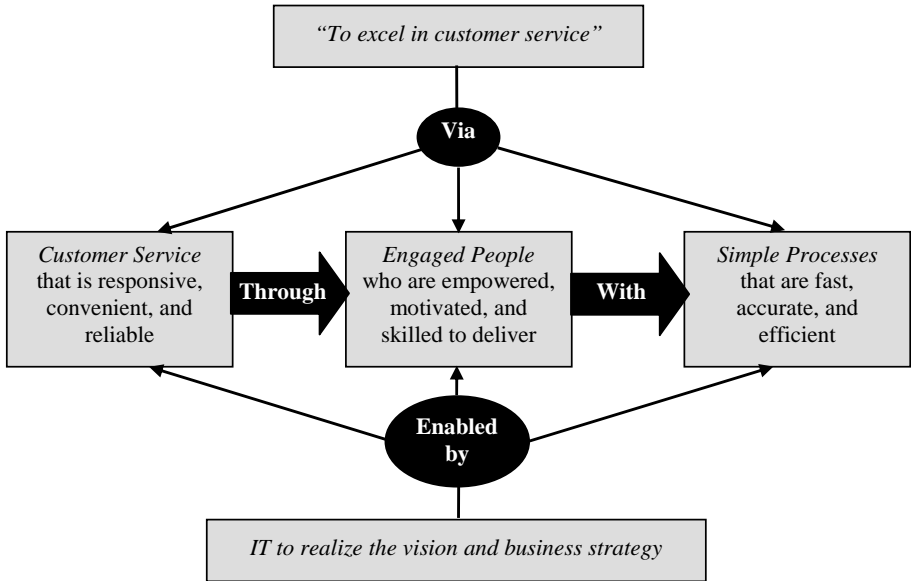 “To excel in customer service”
Via
Customer Service
that is responsive,
convenient, and
reliable
Through
Engaged People
who are empowered,
motivated, and
skilled to deliver
With
Simple Processes
that are fast,
accurate, and
efficient
Enabled
by
IT to realize the vision and business strategy